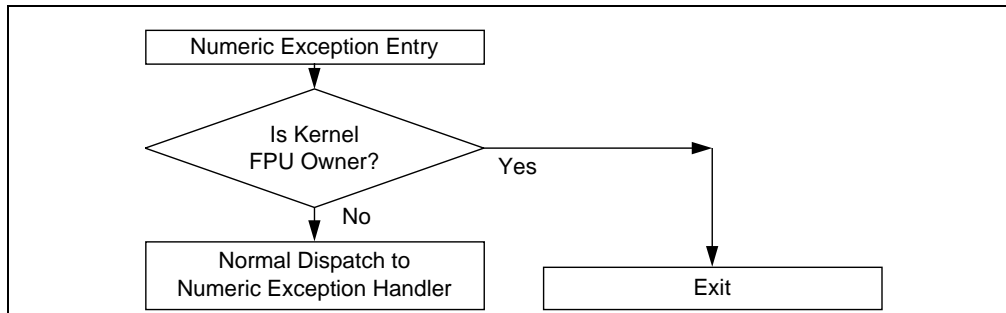 Numeric Exception Entry
Is Kernel
FPU Owner?
Yes
No
Normal Dispatch to
Numeric Exception Handler
Exit